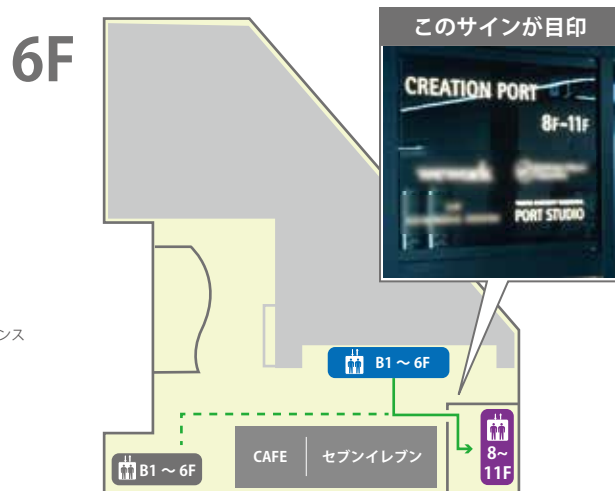 6F
このサインが目印
CREATION PORT
8F-11F
PORT STUDIO
ンス
B1～6F
CAFE
セブンイレブン
B1～6F
8～
11F